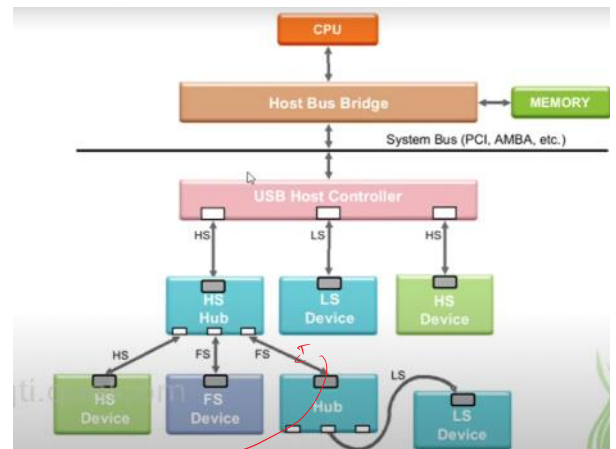 CPU
Host Bus Bridge
MEMORY
System Bus (PCI, AMBA, etc.)
USB Host Controller
HS
LS
HS
HS
Hub
LS
Device
HS
Device
HS
FS
FS
LS
HS
Device
FS
Device
Hub
LS
Device